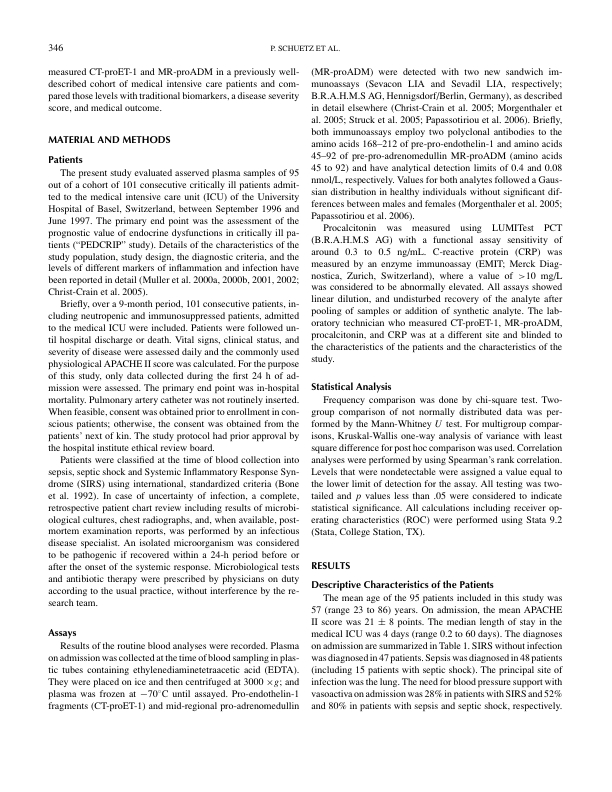 346
P. SCHUETZ ET AL.
measured CT-proET-1 and MR-proADM in a previously well-
described cohort of medical intensive care patients and com-
pared those levels with traditional biomarkers, a disease severity
score, and medical outcome.
MATERIAL AND METHODS
Patients
The present study evaluated asserved plasma samples of 95
out of a cohort of 101 consecutive critically ill patients admit-
ted to the medical intensive care unit (ICU) of the University
Hospital of Basel, Switzerland, between September 1996 and
June 1997. The primary end point was the assessment of the
prognostic value of endocrine dysfunctions in critically ill pa-
tients (“PEDCRIP” study). Details of the characteristics of the
study population, study design, the diagnostic criteria, and the
levels of different markers of inflammation and infection have
been reported in detail (Muller et al. 2000a, 2000b, 2001, 2002;
Christ-Crain et al. 2005).
Briefly, over a 9-month period, 101 consecutive patients, in-
cluding neutropenic and immunosuppressed patients, admitted
to the medical ICU were included. Patients were followed un-
til hospital discharge or death. Vital signs, clinical status, and
severity of disease were assessed daily and the commonly used
physiological APACHE II score was calculated. For the purpose
of this study, only data collected during the first 24 h of ad-
mission were assessed. The primary end point was in-hospital
mortality. Pulmonary artery catheter was not routinely inserted.
When feasible, consent was obtained prior to enrollment in con-
scious patients; otherwise, the consent was obtained from the
patients’ next of kin. The study protocol had prior approval by
the hospital institute ethical review board.
Patients were classified at the time of blood collection into
sepsis, septic shock and Systemic Inflammatory Response Syn-
drome (SIRS) using international, standardized criteria (Bone
et al. 1992). In case of uncertainty of infection, a complete,
retrospective patient chart review including results of microbi-
ological cultures, chest radiographs, and, when available, post-
mortem examination reports, was performed by an infectious
disease specialist. An isolated microorganism was considered
to be pathogenic if recovered within a 24-h period before or
after the onset of the systemic response. Microbiological tests
and antibiotic therapy were prescribed by physicians on duty
according to the usual practice, without interference by the re-
search team.
Assays
Results of the routine blood analyses were recorded. Plasma
on admission was collected at the time of blood sampling in plas-
tic tubes containing ethylenediaminetetraacetic acid (EDTA).
They were placed on ice and then centrifuged at 3000 ×g; and
plasma was frozen at −70°C until assayed. Pro-endothelin-1
fragments (CT-proET-1) and mid-regional pro-adrenomedullin
(MR-proADM) were detected with two new sandwich im-
munoassays (Sevacon LIA and Sevadil LIA, respectively;
B.R.A.H.M.S AG, Hennigsdorf/Berlin, Germany), as described
in detail elsewhere (Christ-Crain et al. 2005; Morgenthaler et
al. 2005; Struck et al. 2005; Papassotiriou et al. 2006). Briefly,
both immunoassays employ two polyclonal antibodies to the
amino acids 168–212 of pre-pro-endothelin-1 and amino acids
45–92 of pre-pro-adrenomedullin MR-proADM (amino acids
45 to 92) and have analytical detection limits of 0.4 and 0.08
nmol/L, respectively. Values for both analytes followed a Gaus-
sian distribution in healthy individuals without significant dif-
ferences between males and females (Morgenthaler et al. 2005;
Papassotiriou et al. 2006).
Procalcitonin was measured using LUMITest PCT
(B.R.A.H.M.S AG) with a functional assay sensitivity of
around 0.3 to 0.5 ng/mL. C-reactive protein (CRP) was
measured by an enzyme immunoassay (EMIT; Merck Diag-
nostica, Zurich, Switzerland), where a value of >10 mg/L
was considered to be abnormally elevated. All assays showed
linear dilution, and undisturbed recovery of the analyte after
pooling of samples or addition of synthetic analyte. The lab-
oratory technician who measured CT-proET-1, MR-proADM,
procalcitonin, and CRP was at a different site and blinded to
the characteristics of the patients and the characteristics of the
study.
Statistical Analysis
Frequency comparison was done by chi-square test. Two-
group comparison of not normally distributed data was per-
formed by the Mann-Whitney U test. For multigroup compar-
isons, Kruskal-Wallis one-way analysis of variance with least
square difference for post hoc comparison was used. Correlation
analyses were performed by using Spearman’s rank correlation.
Levels that were nondetectable were assigned a value equal to
the lower limit of detection for the assay. All testing was two-
tailed and p values less than .05 were considered to indicate
statistical significance. All calculations including receiver op-
erating characteristics (ROC) were performed using Stata 9.2
(Stata, College Station, TX).
RESULTS
Descriptive Characteristics of the Patients
The mean age of the 95 patients included in this study was
57 (range 23 to 86) years. On admission, the mean APACHE
II score was 21 ± 8 points. The median length of stay in the
medical ICU was 4 days (range 0.2 to 60 days). The diagnoses
on admission are summarized in Table 1. SIRS without infection
was diagnosed in 47 patients. Sepsis was diagnosed in 48 patients
(including 15 patients with septic shock). The principal site of
infection was the lung. The need for blood pressure support with
vasoactiva on admission was 28% in patients with SIRS and 52%
and 80% in patients with sepsis and septic shock, respectively.